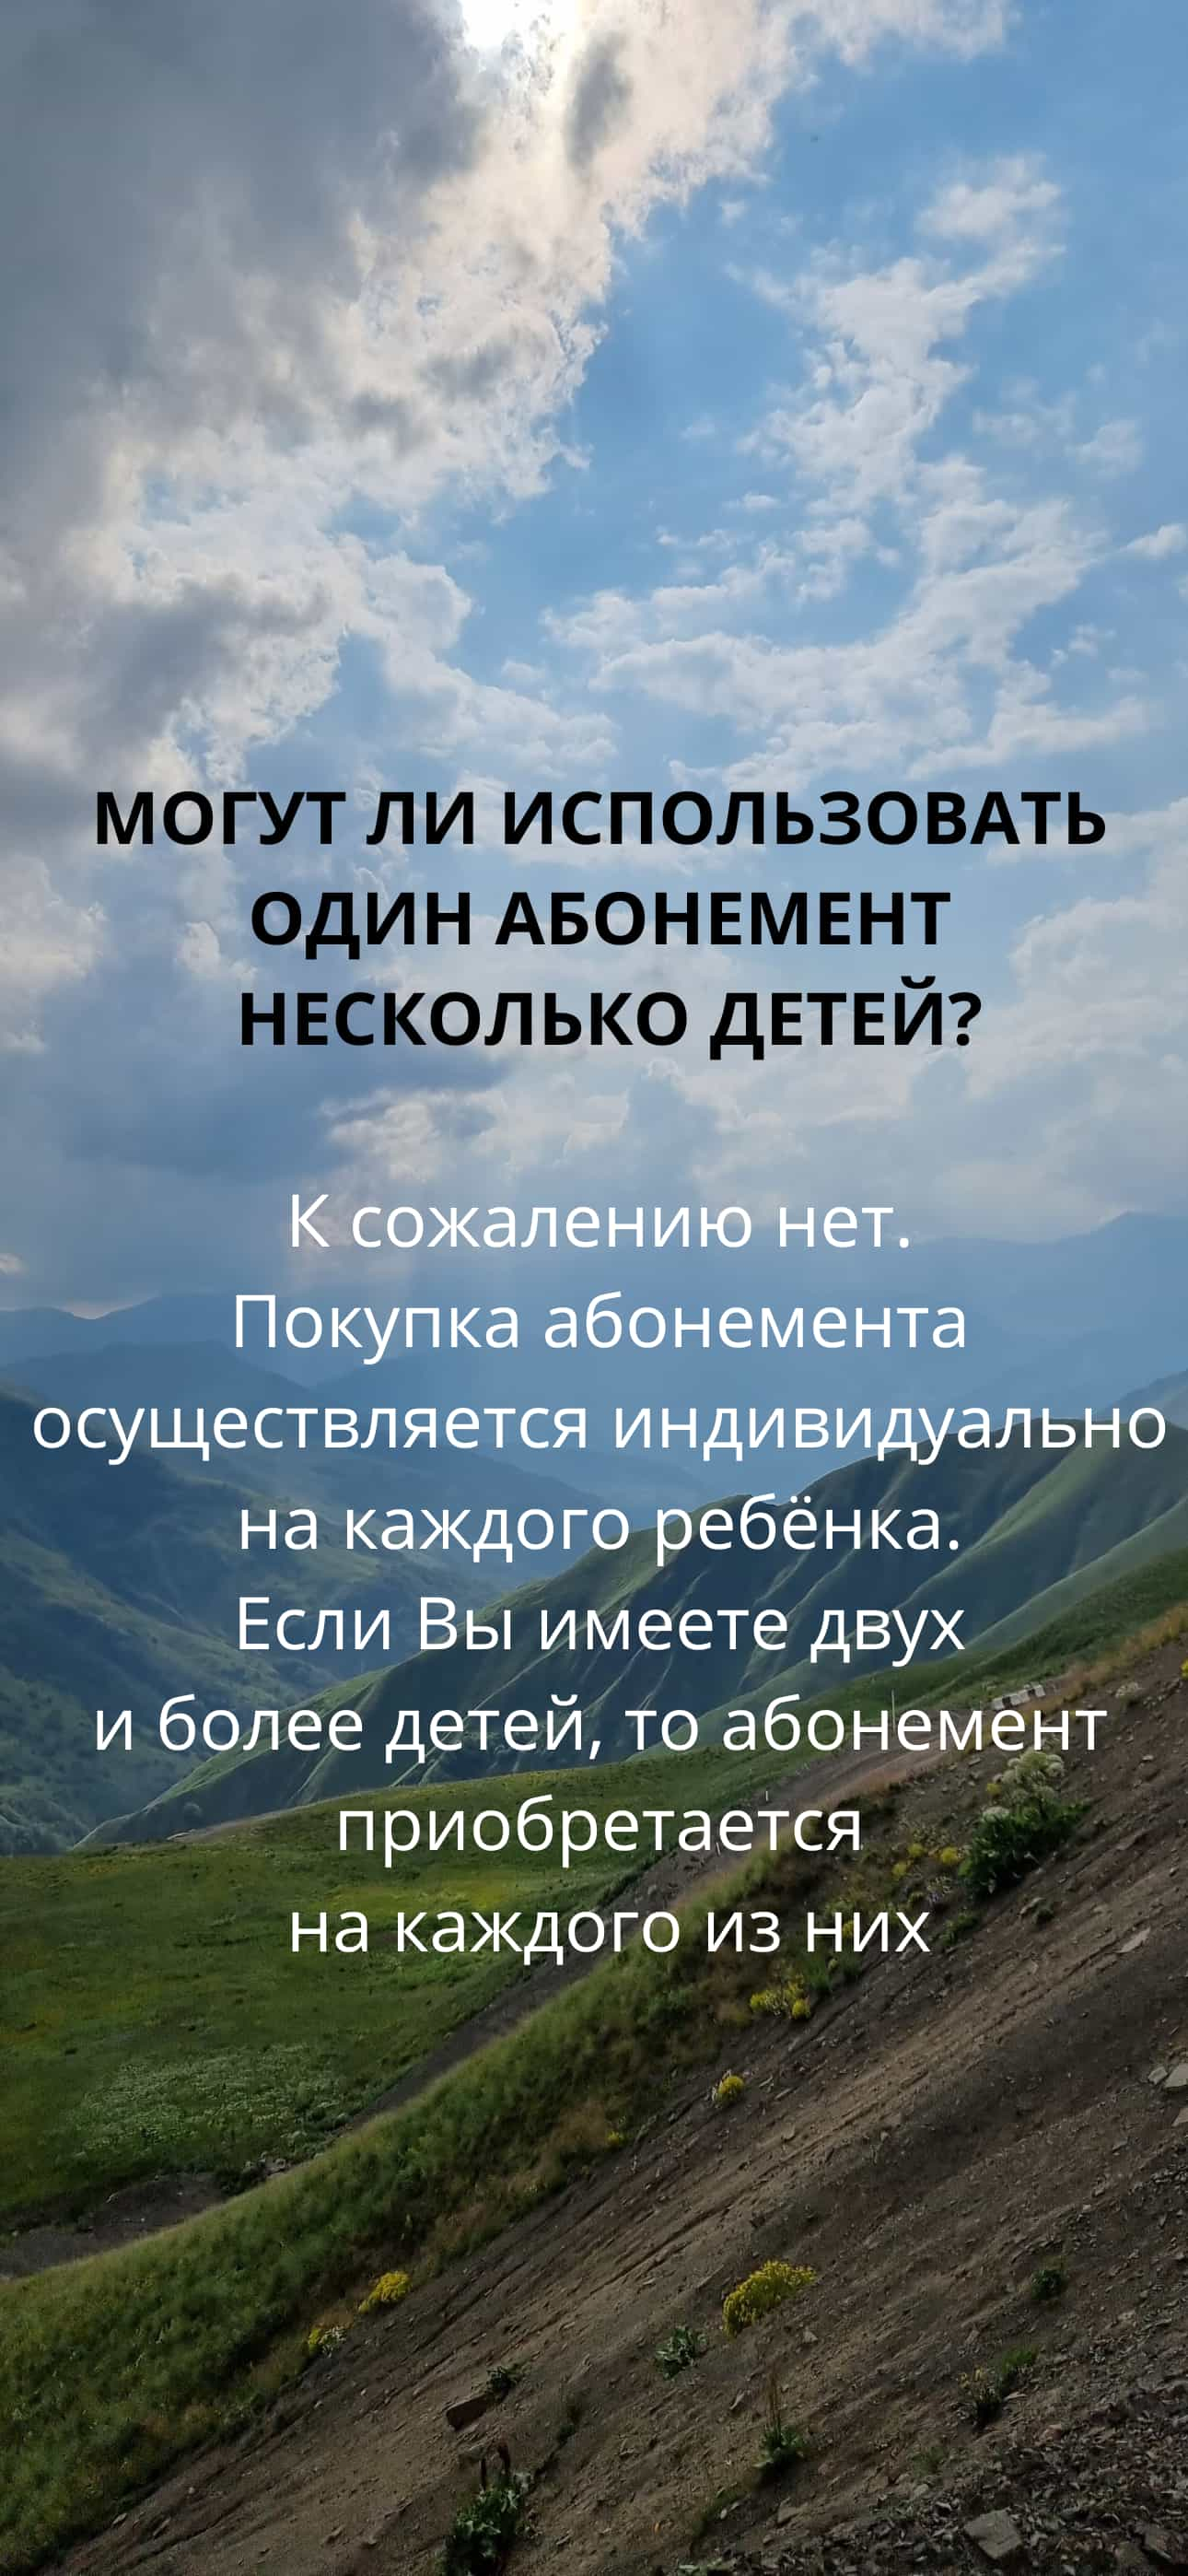 МОГУТ ЛИ ИСПОЛЬЗОВАТЬ
ОДИН АБОНЕМЕНТ
НЕСКОЛЬКО ДЕТЕЙ?
К сожалению нет.
Покупка абонемента
осуществляется индивидуально
на каждого ребёнка.
Если Вы имеете двух
и более детей, то абонемент
приобретается
на каждого из них